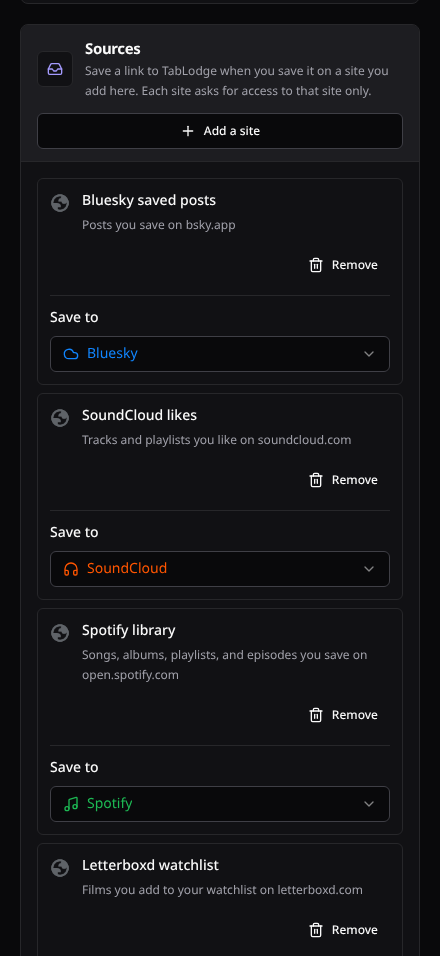 Sources
Save a link to TabLodge when you save it on a site you
add here. Each site asks for access to that site only.
Add a site
Bluesky saved posts
Posts you save on bsky.app
Remove
Save to
Bluesky
SoundCloud likes
Tracks and playlists you like on soundcloud.com
Remove
Save to
SoundCloud
Spotify library
Songs, albums, playlists, and episodes you save on
open.spotify.com
Remove
Save to
Spotify
Letterboxd watchlist
Films you add to your watchlist on letterboxd.com
Remove